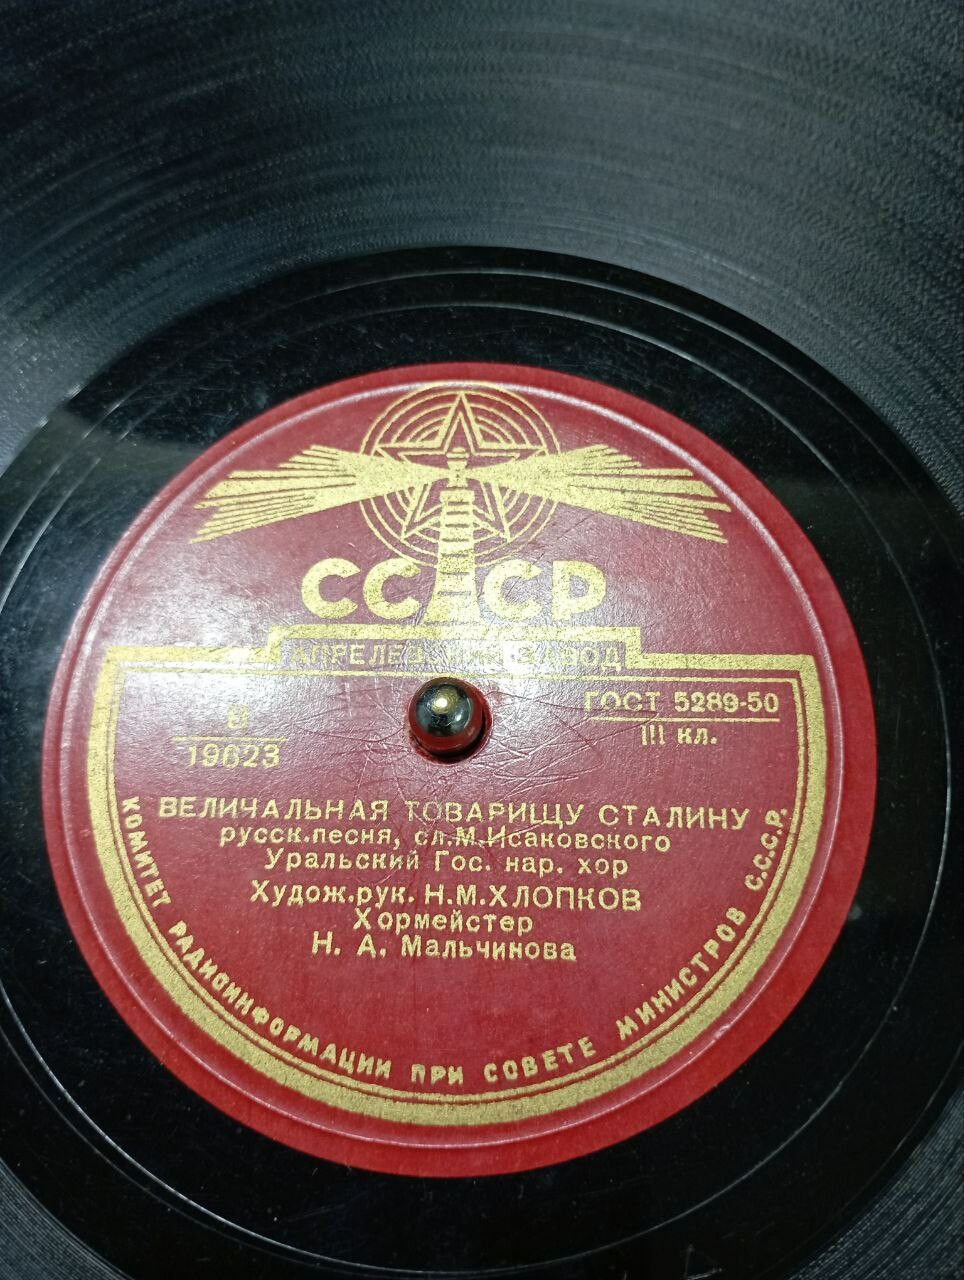 СССР
АПРЕЛЕВСКИЙ ЗАВОД
ГОСТ 5289-50
III кл.
В
19623
ВЕЛИЧАЛЬНАЯ ТОВАРИЩУ СТАЛИНУ
русск.песня, сл.М.Исаковского
Уральский Гос. нар. хор
Худож.рук. Н.М.ХЛОПКОВ
Хормейстер
Н. А. Мальчинова
КОМИТЕТ РАДИОИНФОРМАЦИИ ПРИ СОВЕТЕ МИНИСТРОВ С.С.С.Р.